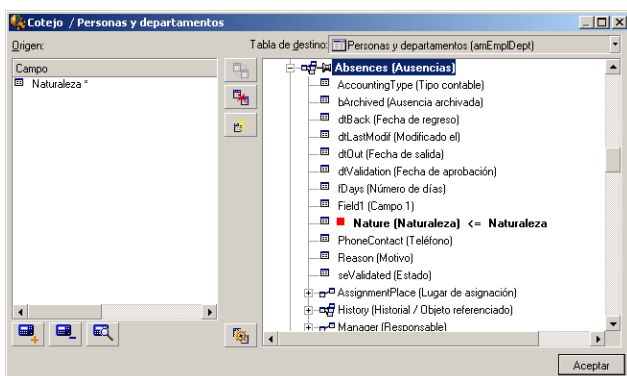 Cotejo / Personas y departamentos
Origen:
Tabla de destino: Personas y departamentos (amEmplDept)
Campo
Naturaleza *
Absences (Ausencias)
AccountingType (Tipo contable)
bArchived (Ausencia archivada)
dtBack (Fecha de regreso)
dtLastModif (Modificado el)
dtOut (Fecha de salida)
dtValidation (Fecha de aprobación)
fDays (Número de días)
Field1 (Campo 1)
Nature (Naturaleza) <= Naturaleza
PhoneContact (Teléfono)
Reason (Motivo)
seValidated (Estado)
AssignmentPlace (Lugar de asignación)
History (Historial / Objeto referenciado)
Manager (Responsable)
Aceptar